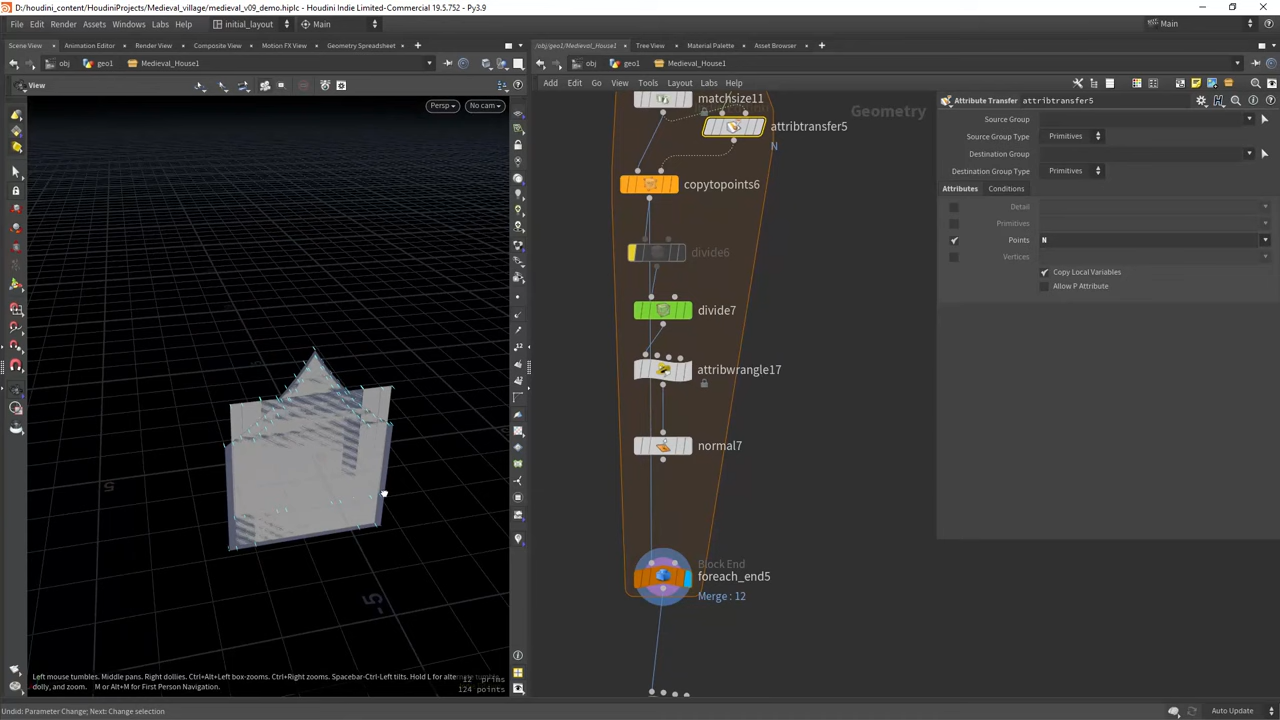 D:/houdini_content/HoudiniProjects/Medieval_village/medieval_v09_demo.hiplc - Houdini Indie Limited-Commercial 19.5.752 - Py3.9
File Edit Render Assets Windows Labs Help initial_layout Main Main
Scene View Animation Editor Render View Composite View Motion FX View Geometry Spreadsheet
obj geo1 Medieval_House1
View
Persp No cam
Left mouse tumbles. Middle pans. Right dollies. Ctrl+Alt+Left box-zooms. Ctrl+Right zooms. Spacebar-Ctrl-Left tilts. Hold L for alternate
dolly, and zoom. M or Alt+M for First Person Navigation.
12 prims
124 points
5
-5
/obj/geo1/Medieval_House1 Tree View Material Palette Asset Browser
obj geo1 Medieval_House1
Add Edit Go View Tools Layout Labs Help
Geometry
matchsize11
attribtransfer5
N
copytopoints6
divide6
divide7
attribwrangle17
normal7
Block End
foreach_end5
Merge : 12
Attribute Transfer attribtransfer5
Source Group
Source Group Type Primitives
Destination Group
Destination Group Type Primitives
Attributes Conditions
Detail
Primitives
Points N
Vertices
Copy Local Variables
Allow P Attribute
Undid: Parameter Change; Next: Change selection
Auto Update